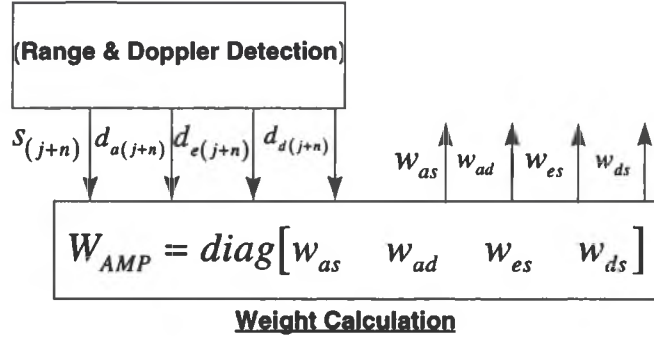 (Range & Doppler Detection)
s(j+n) da(j+n) de(j+n) dd(j+n)
was wad wes wds
WAMP = diag[was wad wes wds]
Weight Calculation